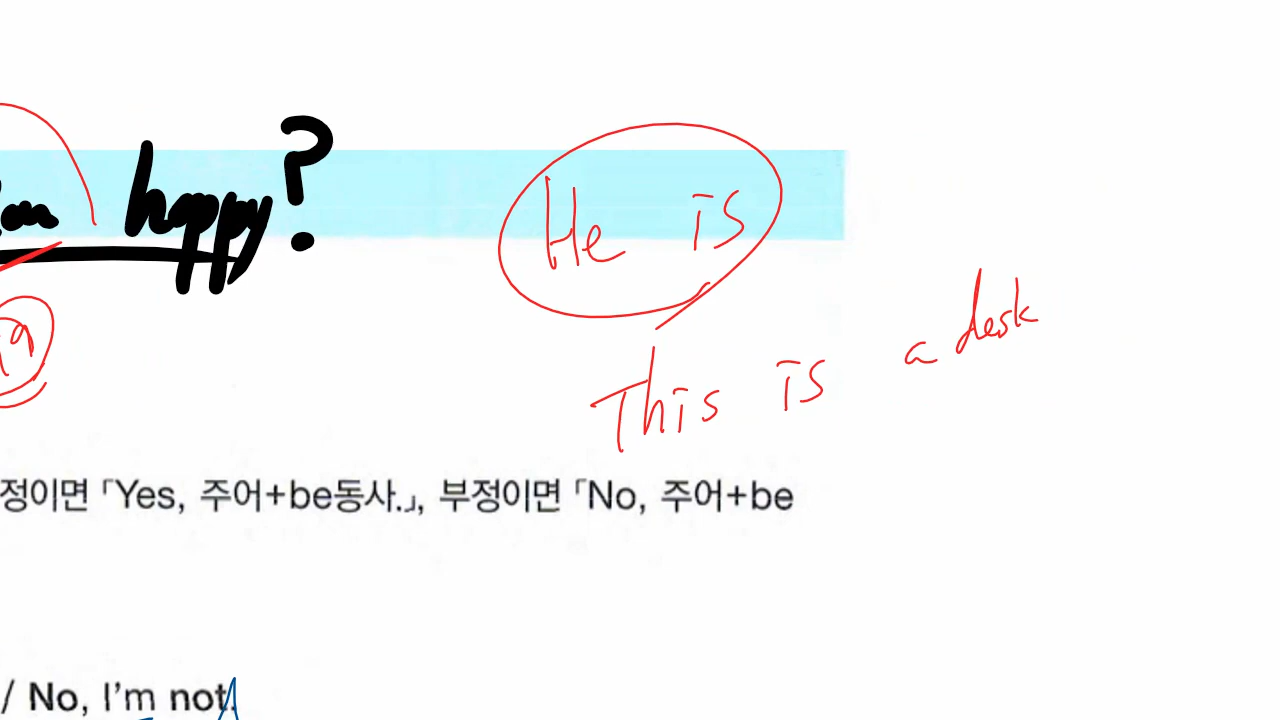 happy?
He is
a desk
This is
정이면 「Yes, 주어+be동사.」, 부정이면 「No, 주어+be
/ No, I'm not.